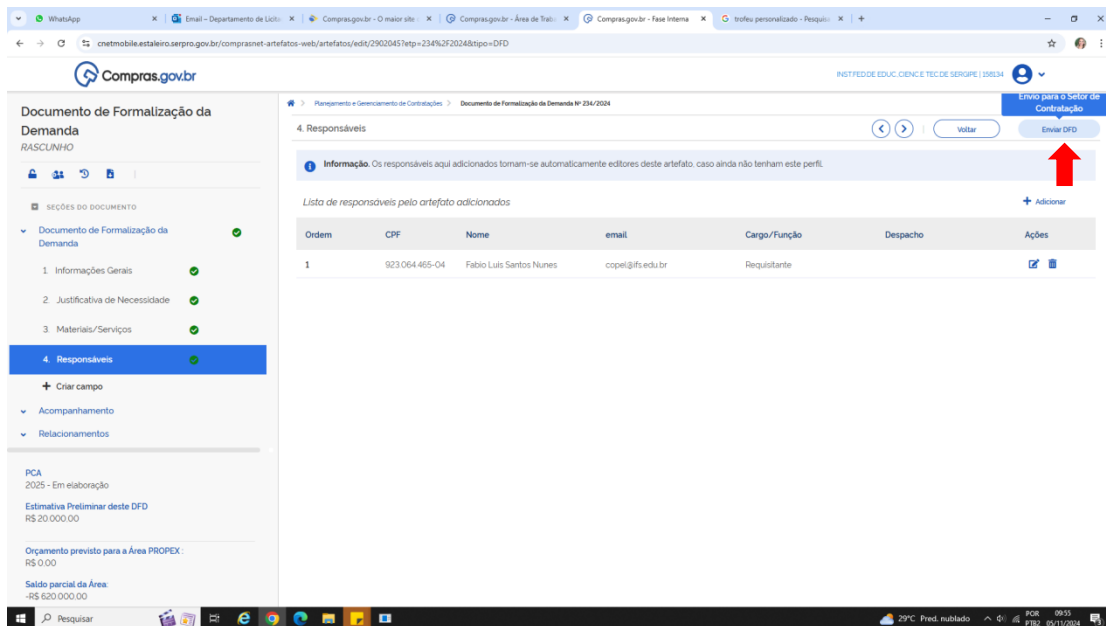 WhatsApp
Email – Departamento de Licita
Comprasgov.br - O maior site
Compras.gov.br - Área de Trab
Compras.gov.br - Fase Interna
trofeu personalizado - Pesquis
cnetmobile.estaleiro.serpro.gov.br/comprasnet-artefatos-web/artefatos/edit/2902045?etp=234%2F2024&tipo=DFD
Compras.gov.br
INST.FED.DE EDUC.,CIENC.E TEC.DE SERGIPE | 158134
Documento de Formalização da
Demanda
RASCUNHO
SEÇÕES DO DOCUMENTO
Documento de Formalização da
Demanda
1. Informações Gerais
2. Justificativa de Necessidade
3. Materiais/Serviços
4. Responsáveis
Criar campo
Acompanhamento
Relacionamentos
PCA
2025 - Em elaboração
Estimativa Preliminar deste DFD
R$ 20.000,00
Orçamento previsto para a Área PROPEX :
R$ 0,00
Saldo parcial da Área:
-R$ 620.000,00
Planejamento e Gerenciamento de Contratações > Documento de Formalização da Demanda Nº 234/2024
Envio para o Setor de
Contratação
4. Responsáveis
Voltar
Enviar DFD
Informação. Os responsáveis aqui adicionados tornam-se automaticamente editores deste artefato, caso ainda não tenham este perfil.
Lista de responsáveis pelo artefato adicionados
Adicionar
Ordem CPF Nome email Cargo/Função Despacho Ações
1 923.064.465-04 Fabio Luis Santos Nunes copel@ifs.edu.br Requisitante
Pesquisar
29°C Pred. nublado
POR 09:55
PTB2 05/11/2024